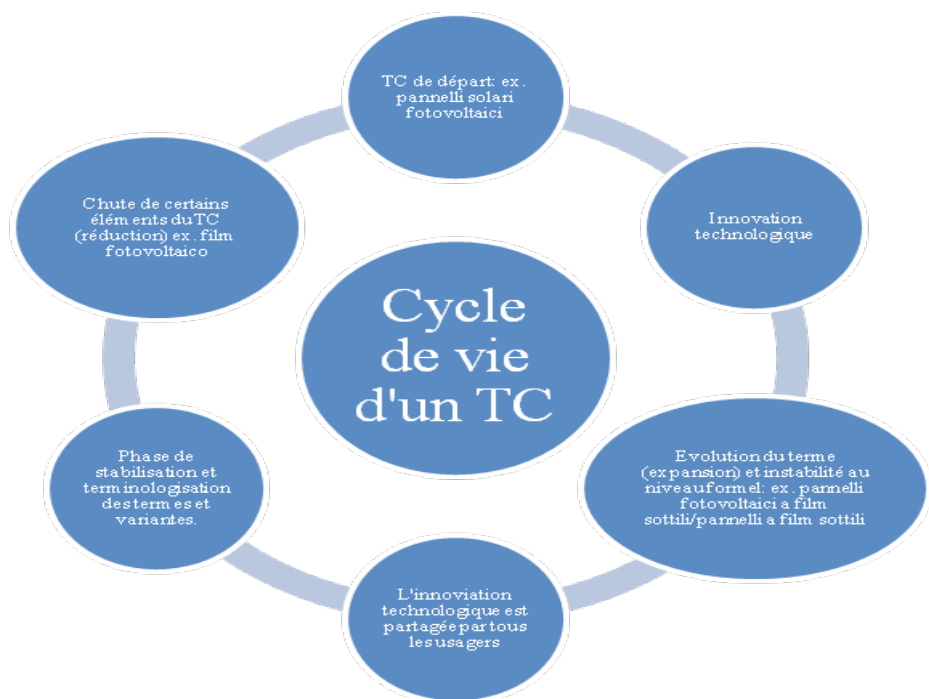 TC de départ: ex.
pannelli solari
fotovoltaici
Innovation
technologique
Evolution du terme
(expansion) et instabilité au
niveau formel: ex. pannelli
fotovoltaici a film
sottili/pannelli a film sottili
L'innoviation
technologique est
partagée par tous
les usagers
Phase de
stabilisation et
terminologisation
des termes et
variantes.
Chute de certains
éléments du TC
(réduction) ex. film
fotovoltaico
Cycle
de vie
d'un TC